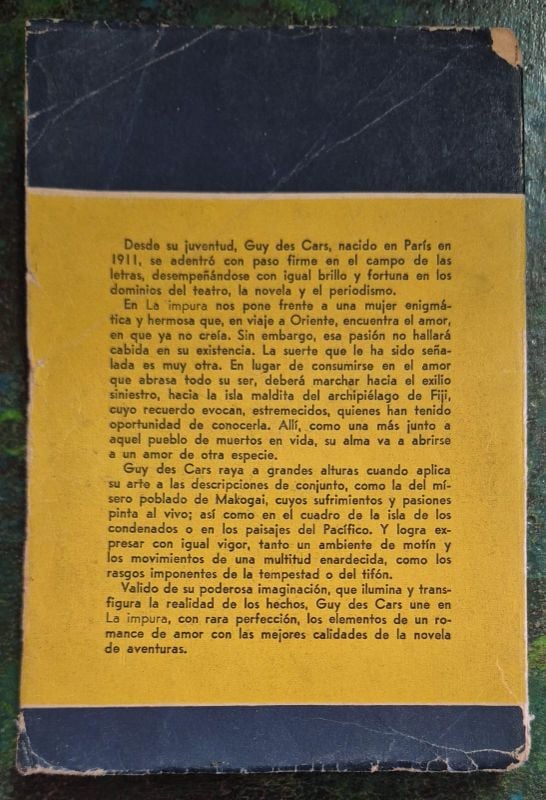 Desde su juventud, Guy des Cars, nacido en París en
1911, se adentró con paso firme en el campo de las
letras, desempeñándose con igual brillo y fortuna en los
dominios del teatro, la novela y el periodismo.
En La impura nos pone frente a una mujer enigmá-
tica y hermosa que, en viaje a Oriente, encuentra el amor,
en que ya no creía. Sin embargo, esa pasión no hallará
cabida en su existencia. La suerte que le ha sido seña-
lada es muy otra. En lugar de consumirse en el amor
que abrasa todo su ser, deberá marchar hacia el exilio
siniestro, hacia la isla maldita del archipiélago de Fiji,
cuyo recuerdo evocan, estremecidos, quienes han tenido
oportunidad de conocerla. Allí, como una más junto a
aquel pueblo de muertos en vida, su alma va a abrirse
a un amor de otra especie.
Guy des Cars raya a grandes alturas cuando aplica
su arte a las descripciones de conjunto, como la del mí-
sero poblado de Makogai, cuyos sufrimientos y pasiones
pinta al vivo; así como en el cuadro de la isla de los
condenados o en los paisajes del Pacífico. Y logra ex-
presar con igual vigor, tanto un ambiente de motín y
los movimientos de una multitud enardecida, como los
rasgos imponentes de la tempestad o del tifón.
Valido de su poderosa imaginación, que ilumina y trans-
figura la realidad de los hechos, Guy des Cars une en
La impura, con rara perfección, los elementos de un ro-
mance de amor con las mejores calidades de la novela
de aventuras.